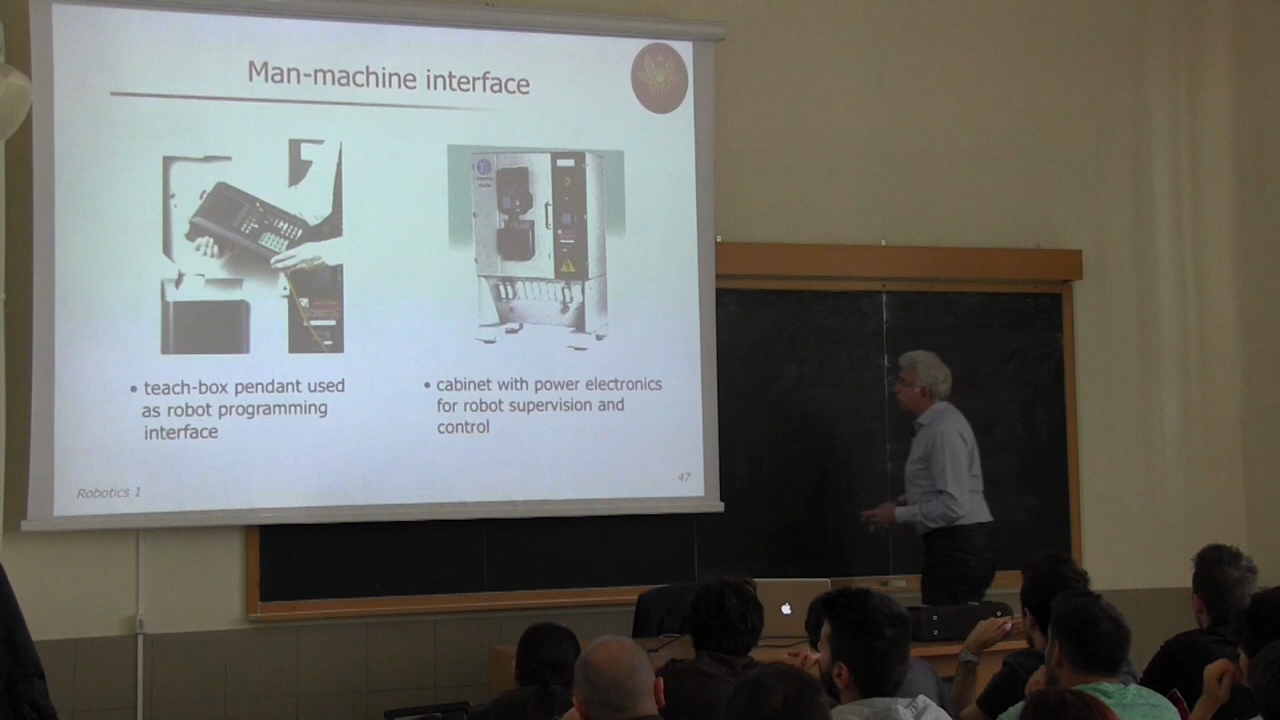 Man-machine interface
• teach-box pendant used
as robot programming
interface
• cabinet with power electronics
for robot supervision and
control
Robotics 1
47